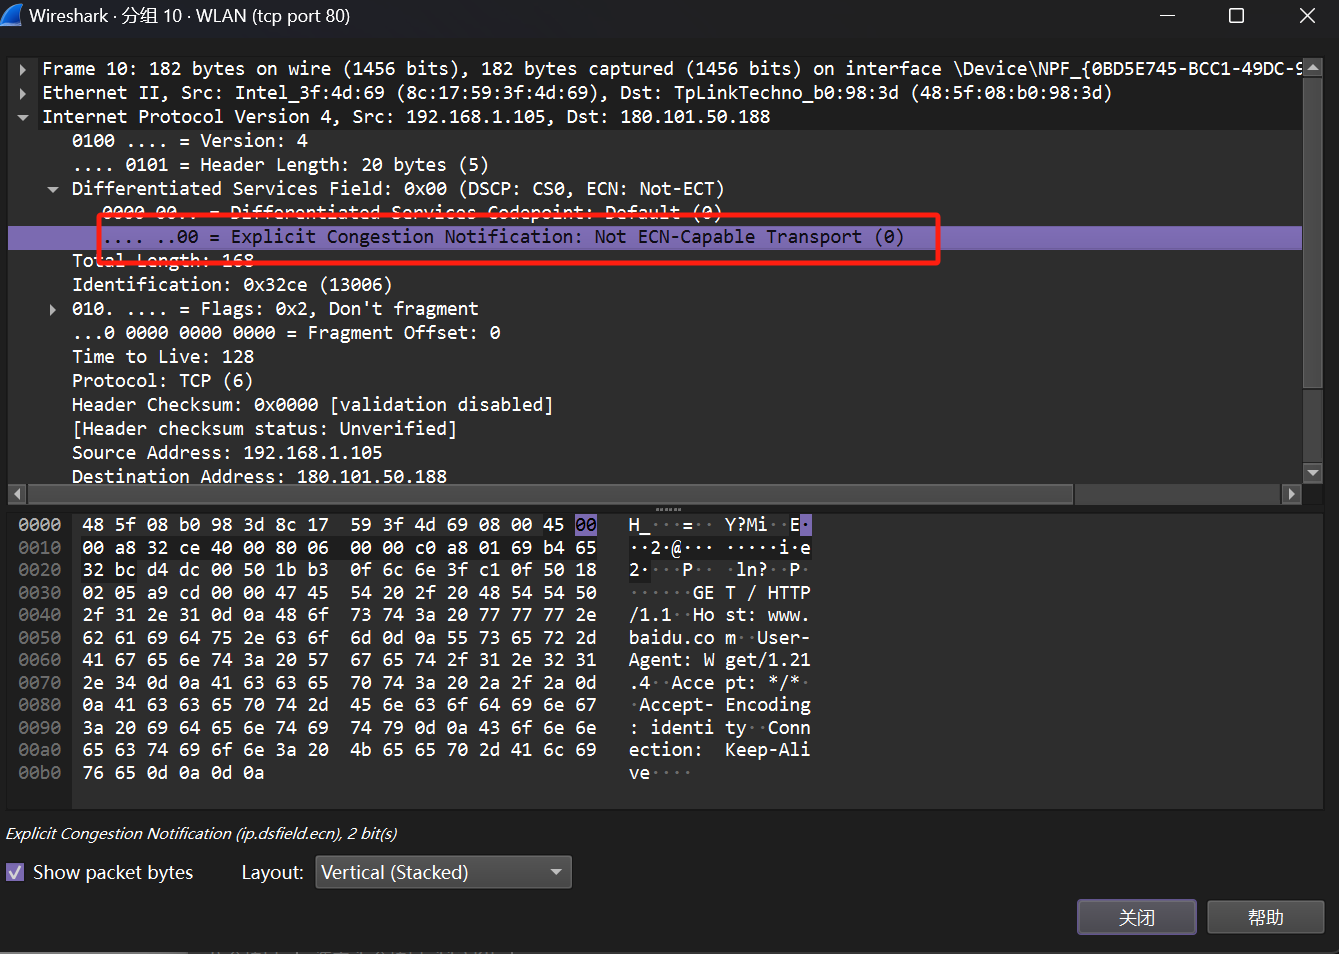 Wireshark · 分组 10 · WLAN (tcp port 80)
Frame 10: 182 bytes on wire (1456 bits), 182 bytes captured (1456 bits) on interface \Device\NPF_{0BD5E745-BCC1-49DC-9
Ethernet II, Src: Intel_3f:4d:69 (8c:17:59:3f:4d:69), Dst: TpLinkTechno_b0:98:3d (48:5f:08:b0:98:3d)
Internet Protocol Version 4, Src: 192.168.1.105, Dst: 180.101.50.188
0100 .... = Version: 4
.... 0101 = Header Length: 20 bytes (5)
Differentiated Services Field: 0x00 (DSCP: CS0, ECN: Not-ECT)
0000 00.. = Differentiated Services Codepoint: Default (0)
.... ..00 = Explicit Congestion Notification: Not ECN-Capable Transport (0)
Total Length: 168
Identification: 0x32ce (13006)
010. .... = Flags: 0x2, Don't fragment
...0 0000 0000 0000 = Fragment Offset: 0
Time to Live: 128
Protocol: TCP (6)
Header Checksum: 0x0000 [validation disabled]
[Header checksum status: Unverified]
Source Address: 192.168.1.105
Destination Address: 180.101.50.188
0000 48 5f 08 b0 98 3d 8c 17 59 3f 4d 69 08 00 45 00 H_···=·· Y?Mi··E·
0010 00 a8 32 ce 40 00 80 06 00 00 c0 a8 01 69 b4 65 ··2·@··· ·····i·e
0020 32 bc d4 dc 00 50 1b b3 0f 6c 6e 3f c1 0f 50 18 2····P·· ·ln?··P·
0030 02 05 a9 cd 00 00 47 45 54 20 2f 20 48 54 54 50 ······GE T / HTTP
0040 2f 31 2e 31 0d 0a 48 6f 73 74 3a 20 77 77 77 2e /1.1··Ho st: www.
0050 62 61 69 64 75 2e 63 6f 6d 0d 0a 55 73 65 72 2d baidu.co m··User-
0060 41 67 65 6e 74 3a 20 57 67 65 74 2f 31 2e 32 31 Agent: W get/1.21
0070 2e 34 0d 0a 41 63 63 65 70 74 3a 20 2a 2f 2a 0d .4··Acce pt: */*·
0080 0a 41 63 63 65 70 74 2d 45 6e 63 6f 64 69 6e 67 ·Accept- Encoding
0090 3a 20 69 64 65 6e 74 69 74 79 0d 0a 43 6f 6e 6e : identi ty··Conn
00a0 65 63 74 69 6f 6e 3a 20 4b 65 65 70 2d 41 6c 69 ection: Keep-Ali
00b0 76 65 0d 0a 0d 0a ve····
Explicit Congestion Notification (ip.dsfield.ecn), 2 bit(s)
Show packet bytes Layout: Vertical (Stacked)
关闭 帮助